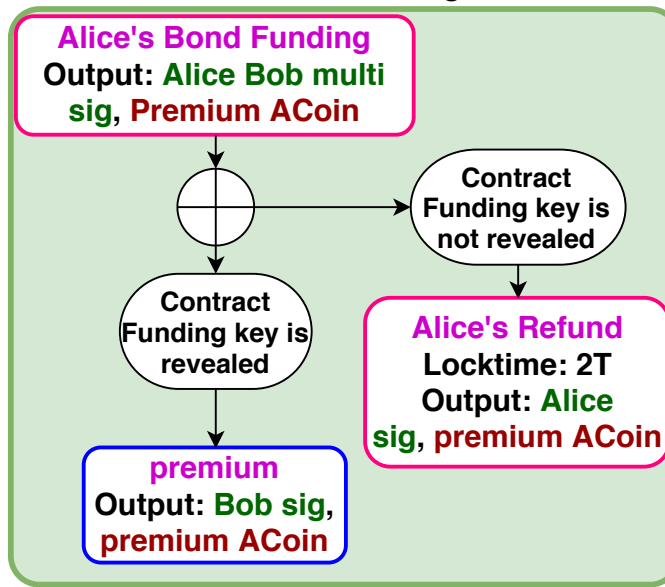 Alice's Bond Funding
Output: Alice Bob multi
sig, Premium ACoin
Contract
Funding key is
not revealed
Contract
Funding key is
revealed
Alice's Refund
Locktime: 2T
Output: Alice
sig, premium ACoin
premium
Output: Bob sig,
premium ACoin